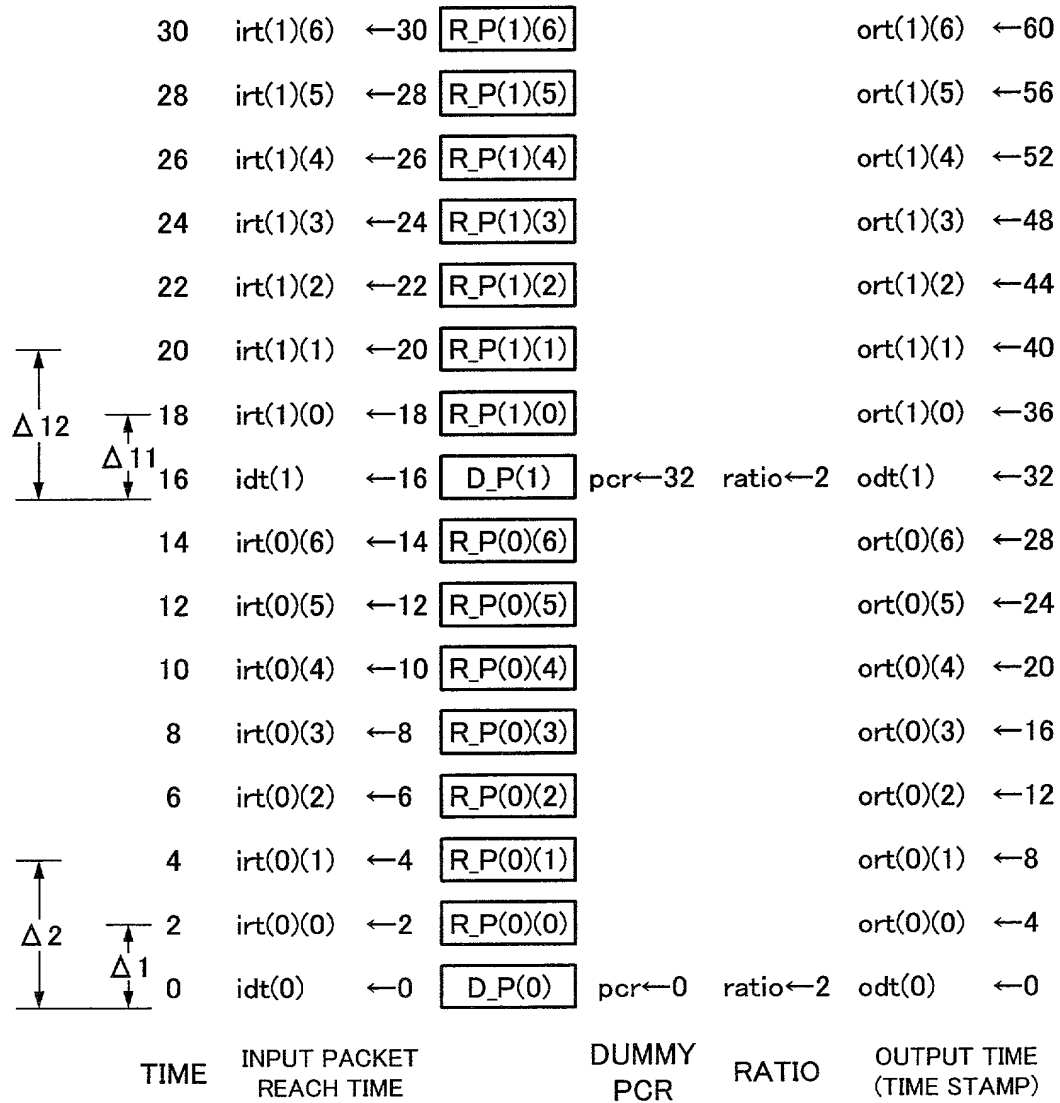 30 irt(1)(6) ←30 R_P(1)(6) ort(1)(6) ←60
28 irt(1)(5) ←28 R_P(1)(5) ort(1)(5) ←56
26 irt(1)(4) ←26 R_P(1)(4) ort(1)(4) ←52
24 irt(1)(3) ←24 R_P(1)(3) ort(1)(3) ←48
22 irt(1)(2) ←22 R_P(1)(2) ort(1)(2) ←44
20 irt(1)(1) ←20 R_P(1)(1) ort(1)(1) ←40
Δ12 18 irt(1)(0) ←18 R_P(1)(0) ort(1)(0) ←36
Δ11 16 idt(1) ←16 D_P(1) pcr←32 ratio←2 odt(1) ←32
14 irt(0)(6) ←14 R_P(0)(6) ort(0)(6) ←28
12 irt(0)(5) ←12 R_P(0)(5) ort(0)(5) ←24
10 irt(0)(4) ←10 R_P(0)(4) ort(0)(4) ←20
8 irt(0)(3) ←8 R_P(0)(3) ort(0)(3) ←16
6 irt(0)(2) ←6 R_P(0)(2) ort(0)(2) ←12
4 irt(0)(1) ←4 R_P(0)(1) ort(0)(1) ←8
Δ2 2 irt(0)(0) ←2 R_P(0)(0) ort(0)(0) ←4
Δ1 0 idt(0) ←0 D_P(0) pcr←0 ratio←2 odt(0) ←0
TIME
INPUT PACKET
REACH TIME
DUMMY
PCR
RATIO
OUTPUT TIME
(TIME STAMP)